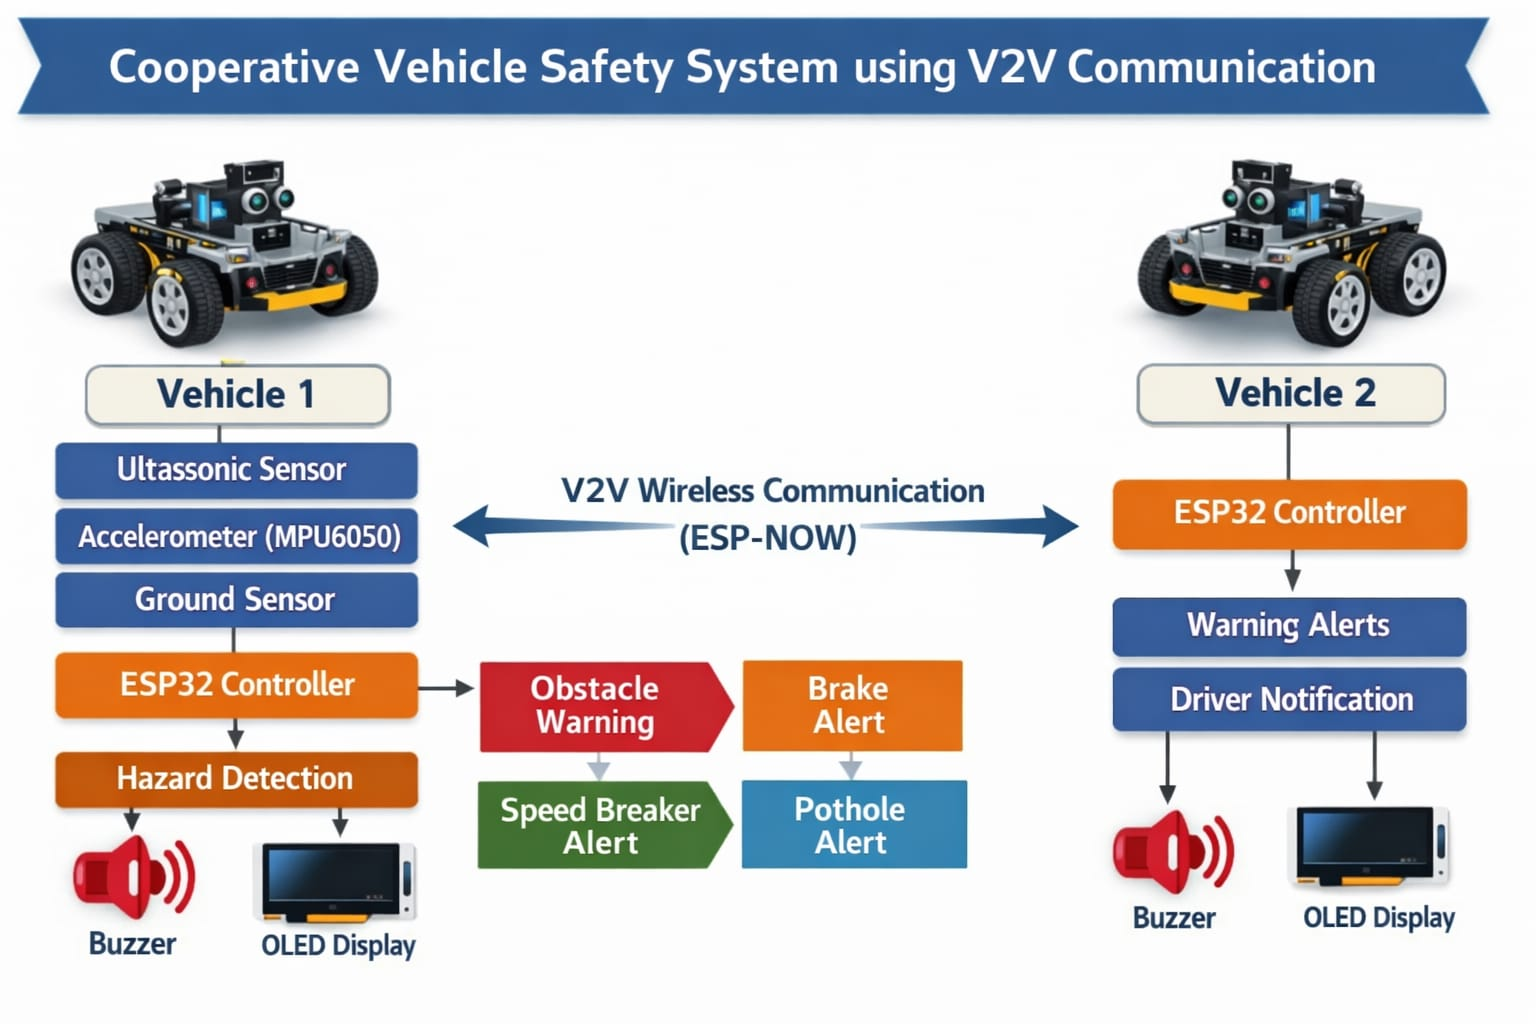 Cooperative Vehicle Safety System using V2V Communication
Vehicle 1
Ultassonic Sensor
Accelerometer (MPU6050)
Ground Sensor
ESP32 Controller
Hazard Detection
Buzzer
OLED Display
V2V Wireless Communication
(ESP-NOW)
Obstacle
Warning
Brake
Alert
Speed Breaker
Alert
Pothole
Alert
Vehicle 2
ESP32 Controller
Warning Alerts
Driver Notification
Buzzer
OLED Display